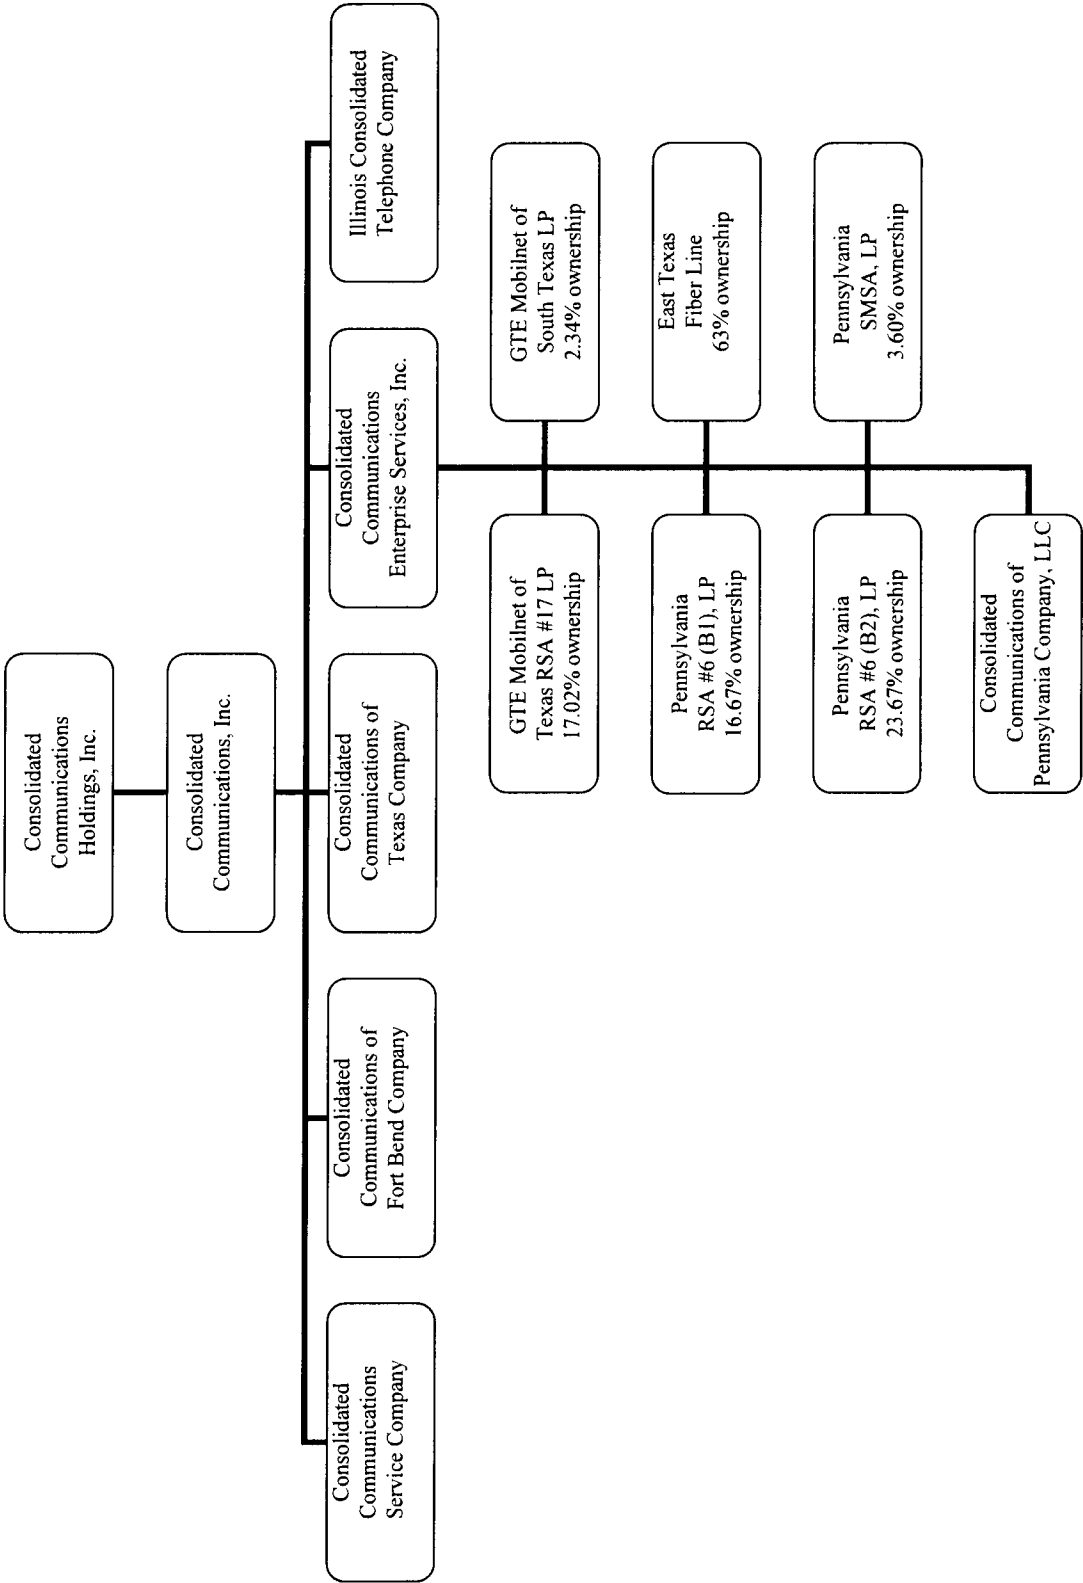 Consolidated
Communications
Holdings, Inc.
Consolidated
Communications, Inc.
Consolidated
Communications
Service Company
Consolidated
Communications of
Fort Bend Company
Consolidated
Communications of
Texas Company
Consolidated
Communications
Enterprise Services, Inc.
Illinois Consolidated
Telephone Company
GTE Mobilnet of
Texas RSA #17 LP
17.02% ownership
GTE Mobilnet of
South Texas LP
2.34% ownership
Pennsylvania
RSA #6 (B1), LP
16.67% ownership
East Texas
Fiber Line
63% ownership
Pennsylvania
RSA #6 (B2), LP
23.67% ownership
Pennsylvania
SMSA, LP
3.60% ownership
Consolidated
Communications of
Pennsylvania Company, LLC